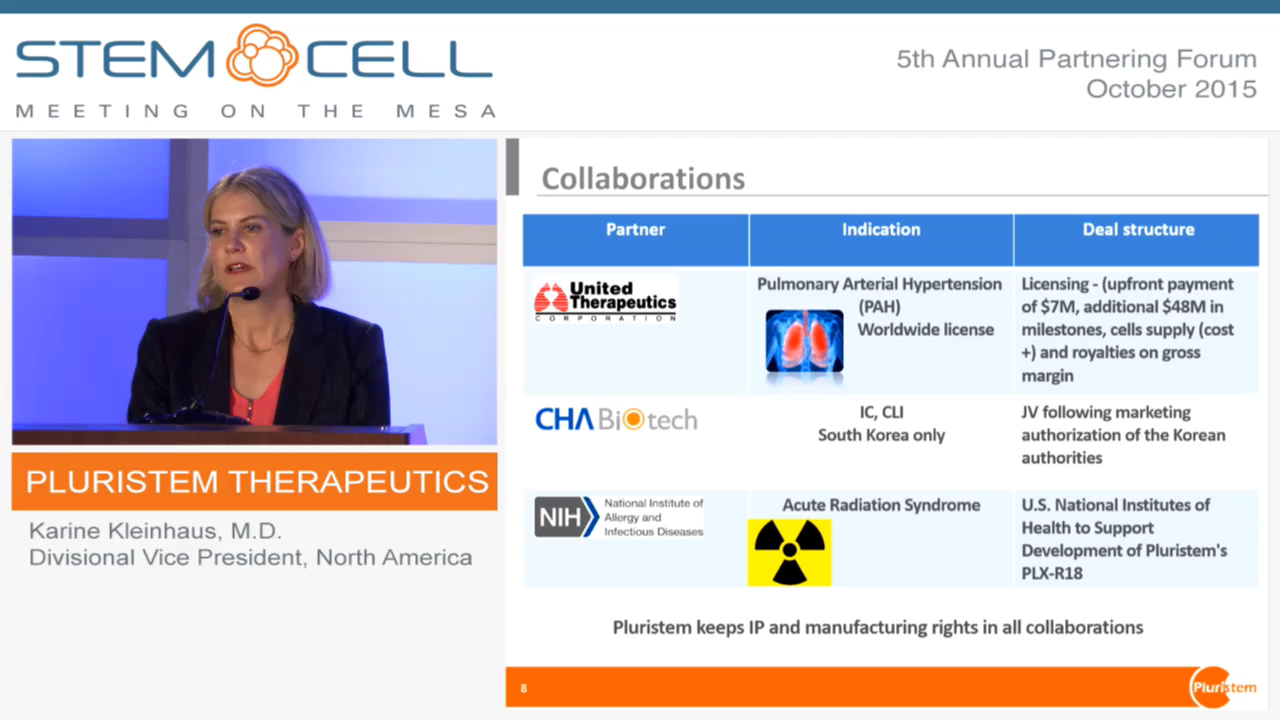 STEM CELL
MEETING ON THE MESA
5th Annual Partnering Forum
October 2015
PLURISTEM THERAPEUTICS
Karine Kleinhaus, M.D.
Divisional Vice President, North America
Collaborations
Partner
Indication
Deal structure
United
Therapeutics
CORPORATION
Pulmonary Arterial Hypertension
(PAH)
Worldwide license
Licensing - (upfront payment
of $7M, additional $48M in
milestones, cells supply (cost
+) and royalties on gross
margin
CHA Biotech
IC, CLI
South Korea only
JV following marketing
authorization of the Korean
authorities
NIH
National Institute of
Allergy and
Infectious Diseases
Acute Radiation Syndrome
U.S. National Institutes of
Health to Support
Development of Pluristem's
PLX-R18
Pluristem keeps IP and manufacturing rights in all collaborations
8
Pluristem